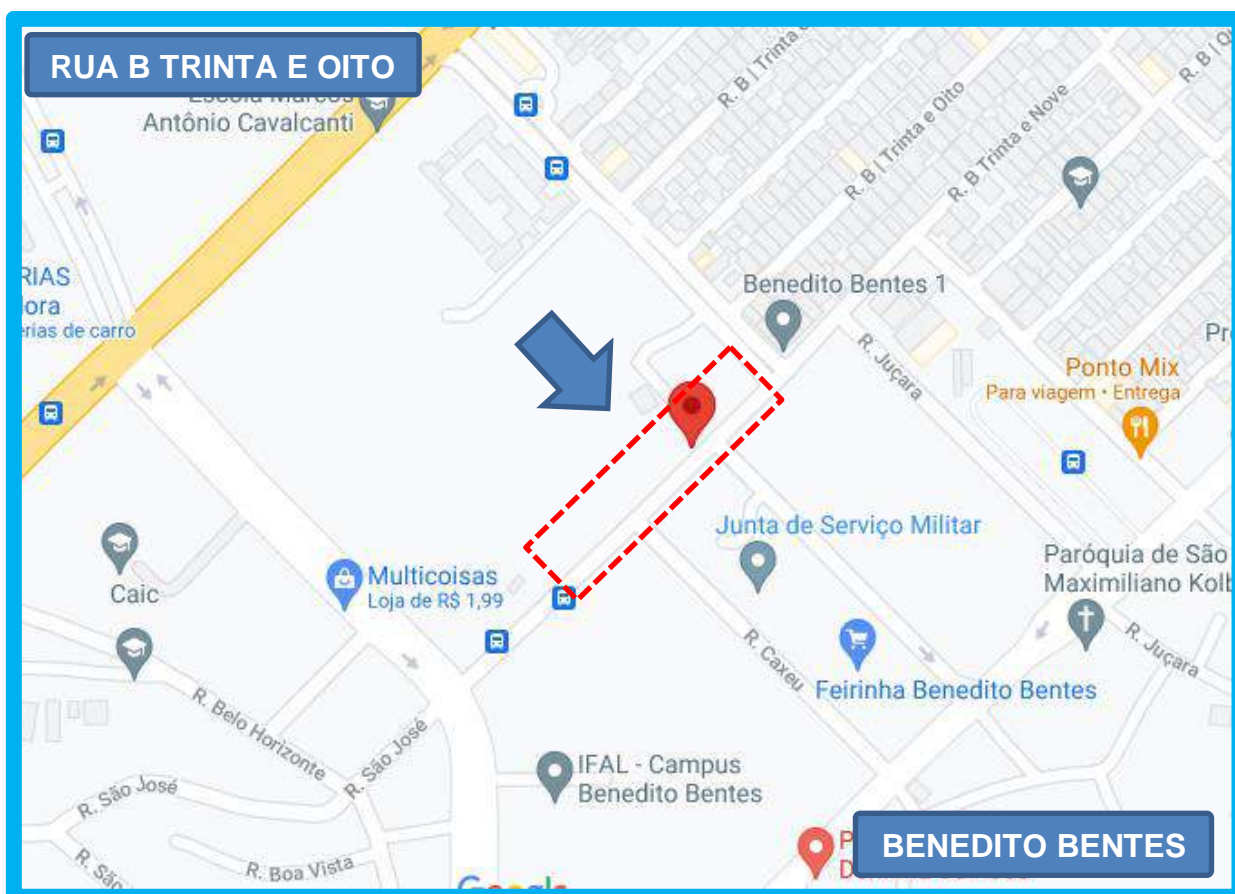 RUA B TRINTA E OITO
Antônio Cavalcanti
R. B | Trinta
R. B | Trinta e Oito
R. B Trinta e Nove
Benedito Bentes 1
R. Juçara
Ponto Mix
Para viagem • Entrega
Multicoisas
Loja de R$ 1,99
Caic
Junta de Serviço Militar
Paróquia de São
Maximiliano
R. Juçara
R. Caxeu
Feirinha Benedito Bentes
R. Belo Horizonte
R. São José
R. São José
IFAL - Campus
Benedito Bentes
R. Boa Vista
R. São
BENEDITO BENTES